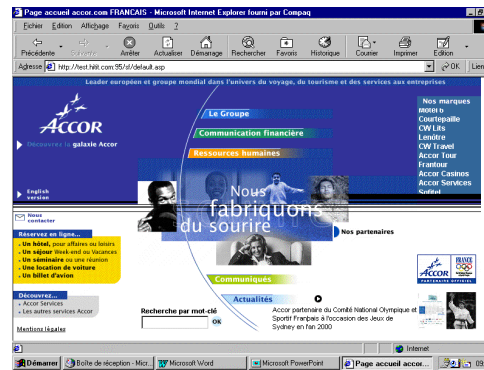 Page accueil accor.com FRANCAIS - Microsoft Internet Explorer fourni par Compaq
Fichier Edition Affichage Favoris Outils ?
Précédente Suivante Arrêter Actualiser Démarrage Rechercher Favoris Historique Courrier Imprimer Edition
Adresse http://test.hitit.com:95/sf/default.asp OK Lien
Leader européen et groupe mondial dans l'univers du voyage, du tourisme et des services aux entreprises
ACCOR
Découvrez la galaxie Accor
English
version
Le Groupe
Communication financière
Ressources humaines
Nos marques
Motel 6
Courtepaille
CW Lits
Lenôtre
CW Travel
Accor Tour
Frantour
Accor Casinos
Accor Services
Sofitel
Nous
fabriquons
du sourire
Nous
contacter
Réservez en ligne...
Un hôtel, pour affaires ou loisirs
Un séjour Week-end ou Vacances
Un séminaire ou une réunion
Une location de voiture
Un billet d'avion
Nos partenaires
ACCOR
PARTENAIRE OFFICIEL
Communiqués
Actualités
Découvrez...
Accor Services
Les autres services Accor
Mentions légales
Recherche par mot-clé
OK
Accor partenaire du Comité National Olympique et
Sportif Français à l'occasion des Jeux de
Sydney en l'an 2000
Internet
Démarrer Boîte de réception - Micr... Microsoft Word Microsoft PowerPoint Page accueil accor... 09